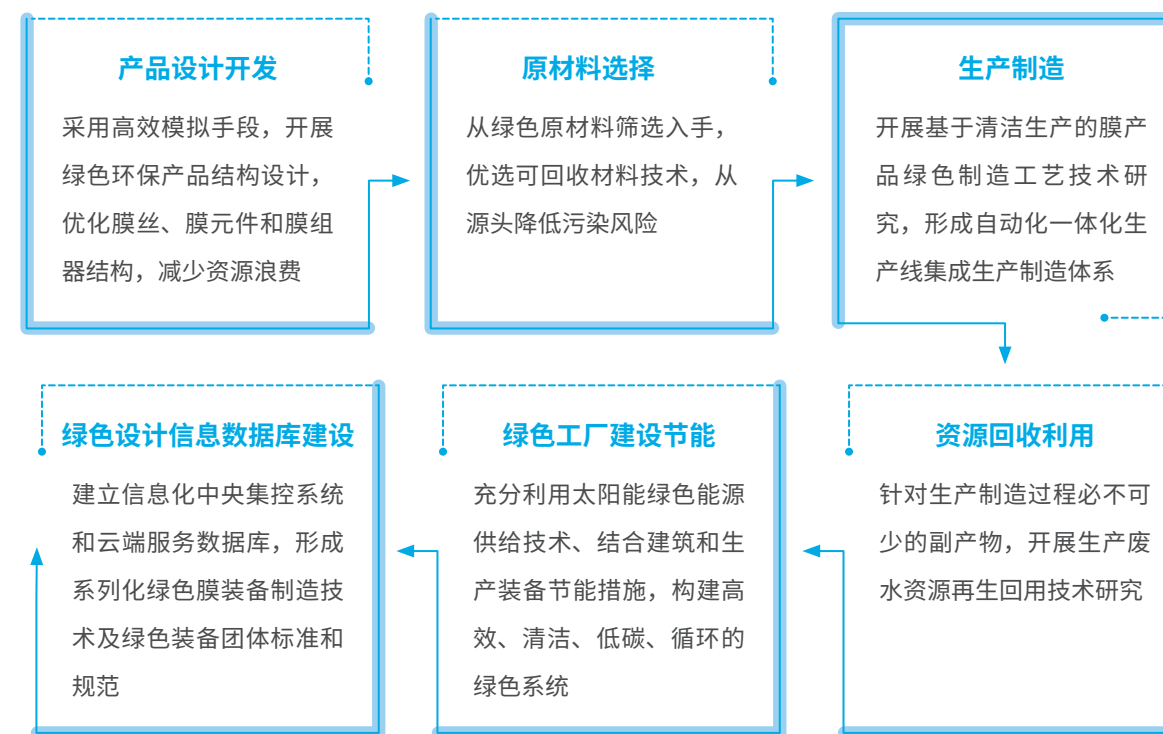 产品设计开发
采用高效模拟手段，开展
绿色环保产品结构设计，
优化膜丝、膜元件和膜组
器结构，减少资源浪费
原材料选择
从绿色原材料筛选入手，
优选可回收材料技术，从
源头降低污染风险
生产制造
开展基于清洁生产的膜产
品绿色制造工艺技术研
究，形成自动化一体化生
产线集成生产制造体系
资源回收利用
针对生产制造过程必不可
少的副产物，开展生产废
水资源再生回用技术研究
绿色工厂建设节能
充分利用太阳能绿色能源
供给技术、结合建筑和生
产装备节能措施，构建高
效、清洁、低碳、循环的
绿色系统
绿色设计信息数据库建设
建立信息化中央集控系统
和云端服务数据库，形成
系列化绿色膜装备制造技
术及绿色装备团体标准和
规范